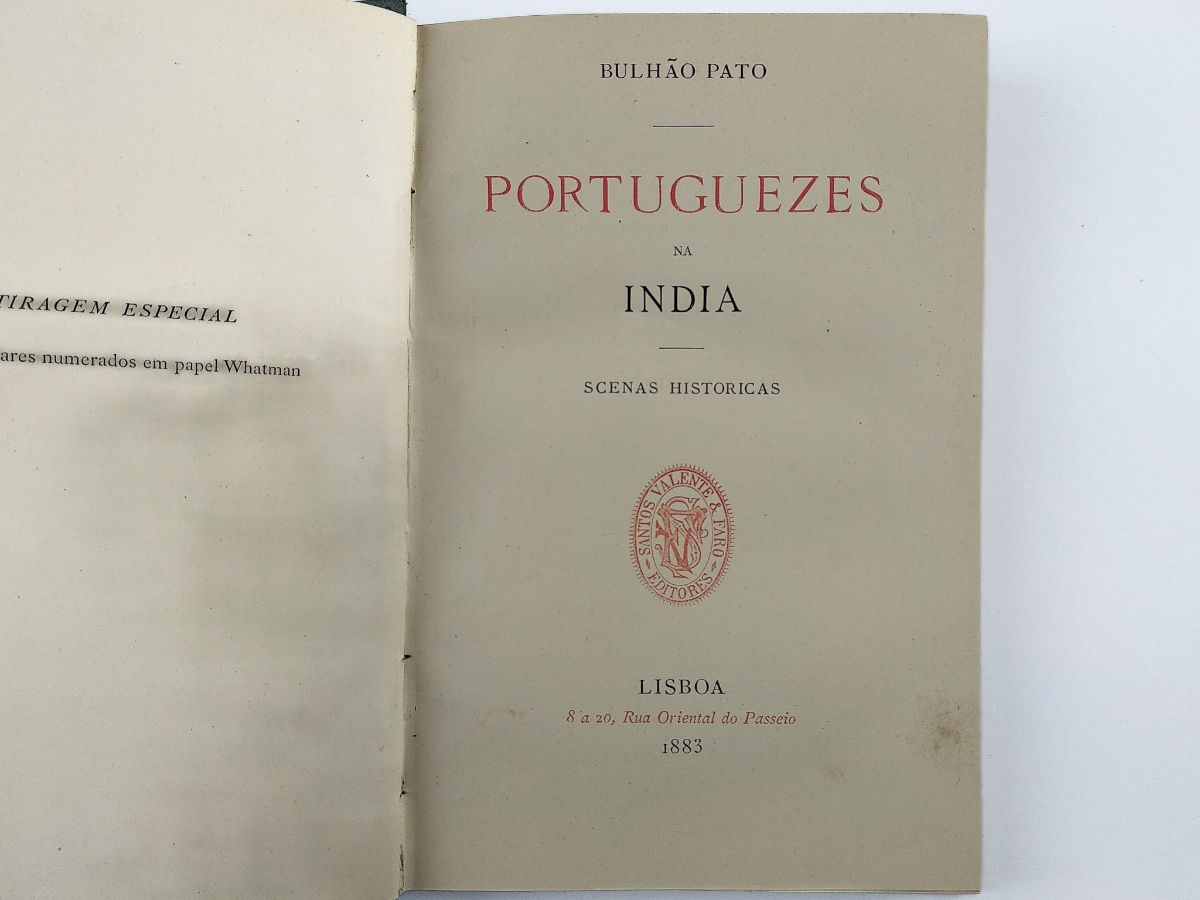 TIRAGEM ESPECIAL
numerados em papel Whatman
BULHÃO PATO
PORTUGUEZES
NA
INDIA
SCENAS HISTORICAS
SANTOS VALENTE & FARO
EDITORES
LISBOA
8 a 20, Rua Oriental do Passeio
1883